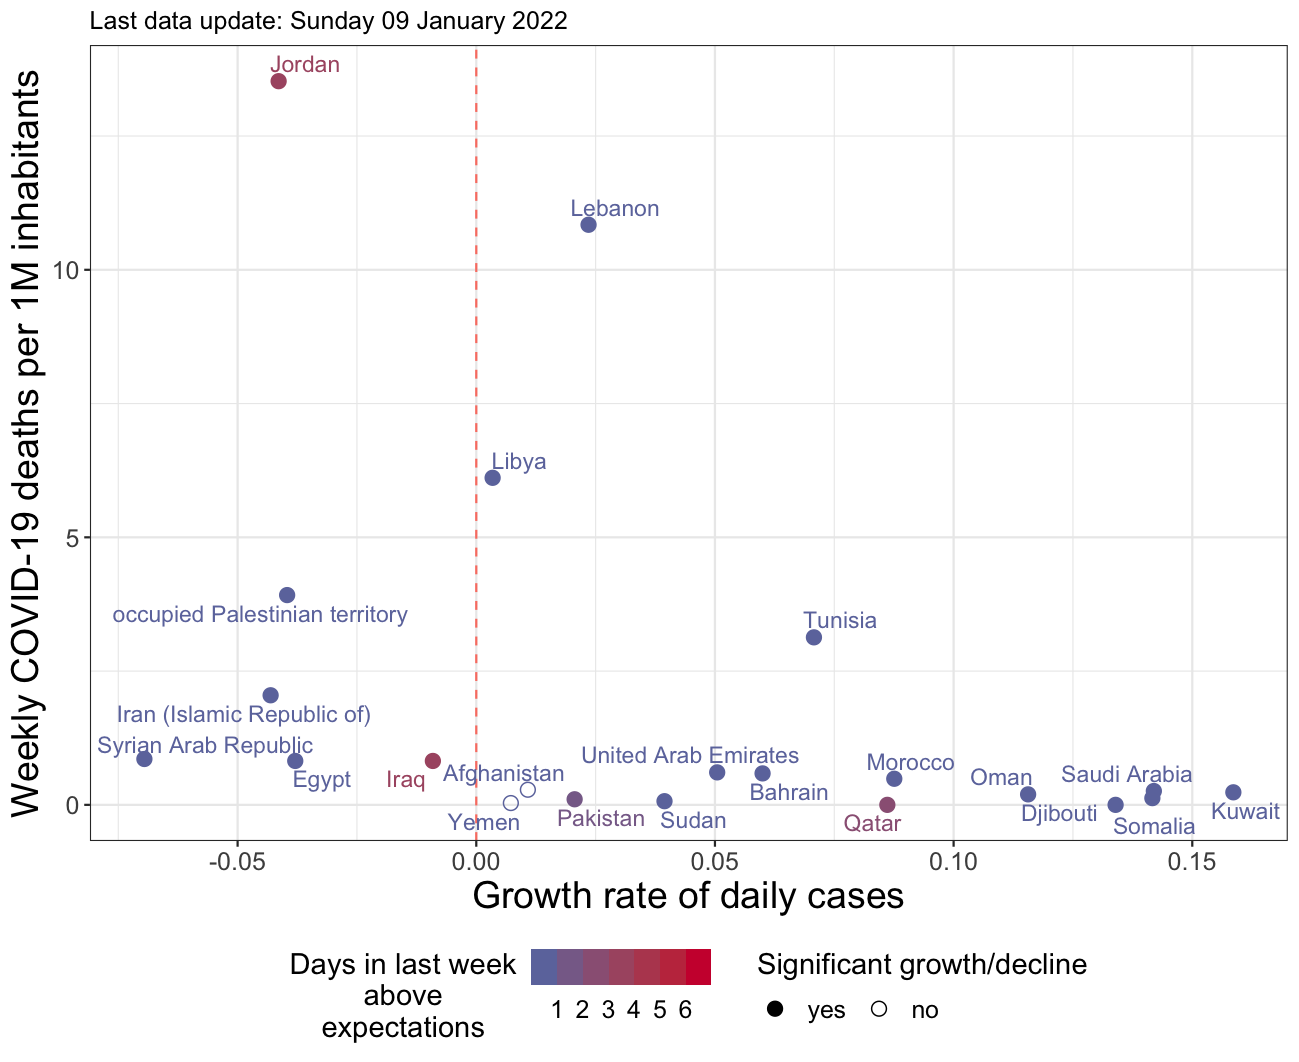 Last data update: Sunday 09 January 2022
Weekly COVID-19 deaths per 1M inhabitants
10
5
0
Jordan
Lebanon
Libya
occupied Palestinian territory
Tunisia
Iran (Islamic Republic of)
Syrian Arab Republic
Egypt
Iraq
Afghanistan
Yemen
Pakistan
United Arab Emirates
Sudan
Bahrain
Morocco
Qatar
Oman
Saudi Arabia
Djibouti
Somalia
Kuwait
-0.05 0.00 0.05 0.10 0.15
Growth rate of daily cases
Days in last week
above
expectations
1 2 3 4 5 6
Significant growth/decline
yes no